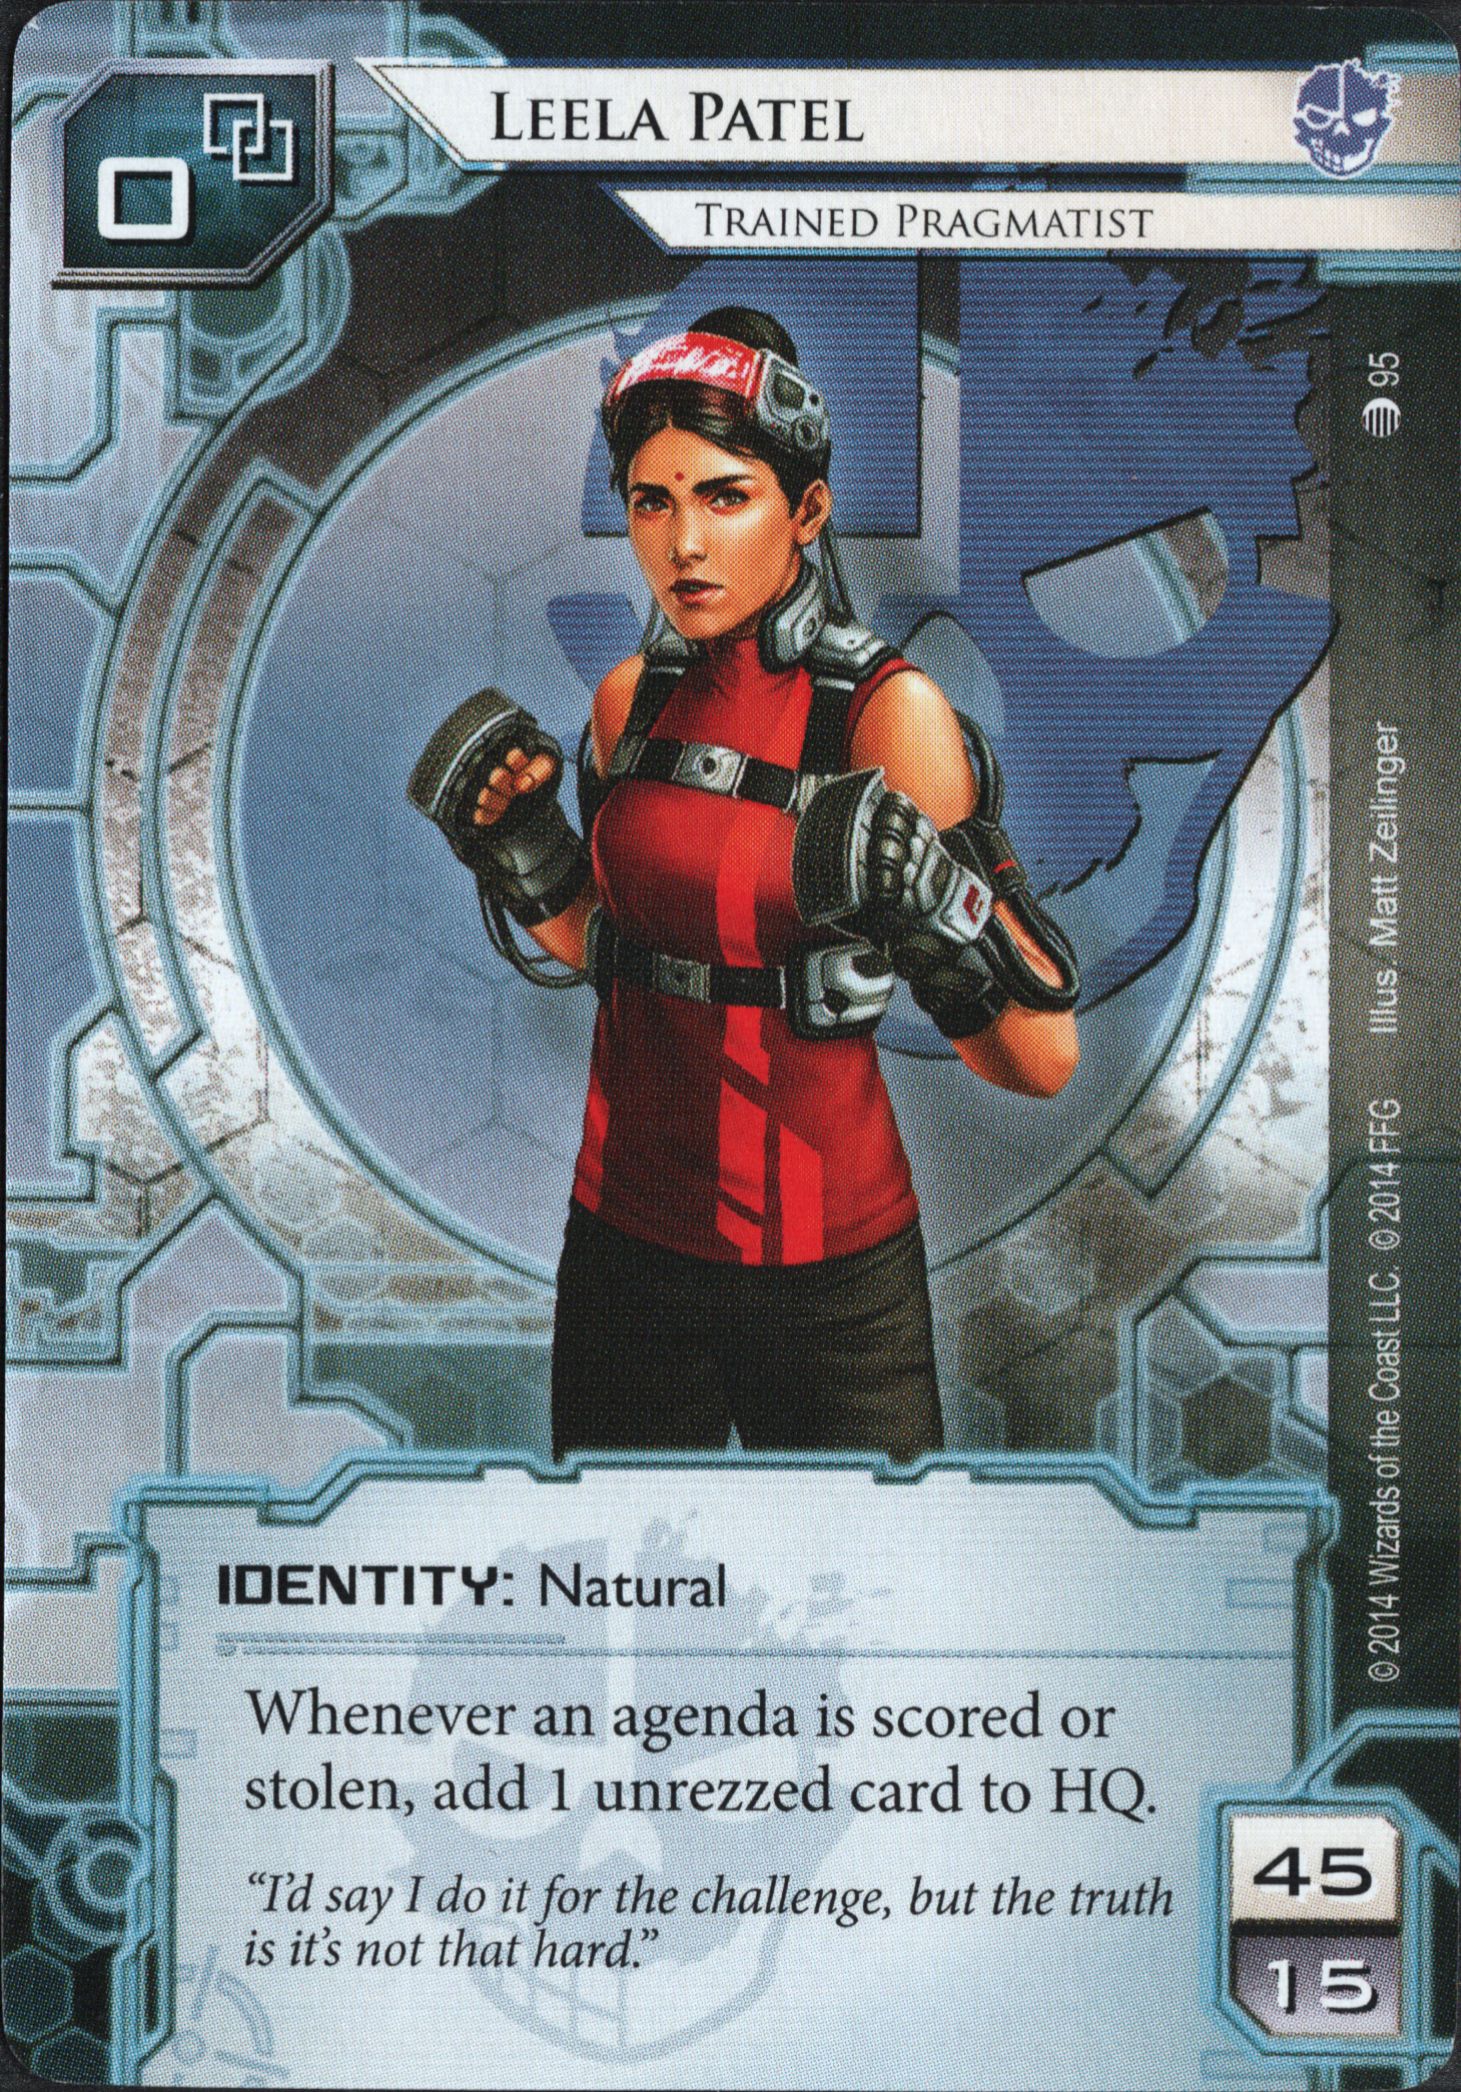 0
LEELA PATEL
TRAINED PRAGMATIST
95
Illus. Matt Zeilinger
© 2014 Wizards of the Coast LLC. © 2014 FFG
IDENTITY: Natural
Whenever an agenda is scored or
stolen, add 1 unrezzed card to HQ.
“I’d say I do it for the challenge, but the truth
is it’s not that hard.”
45
15